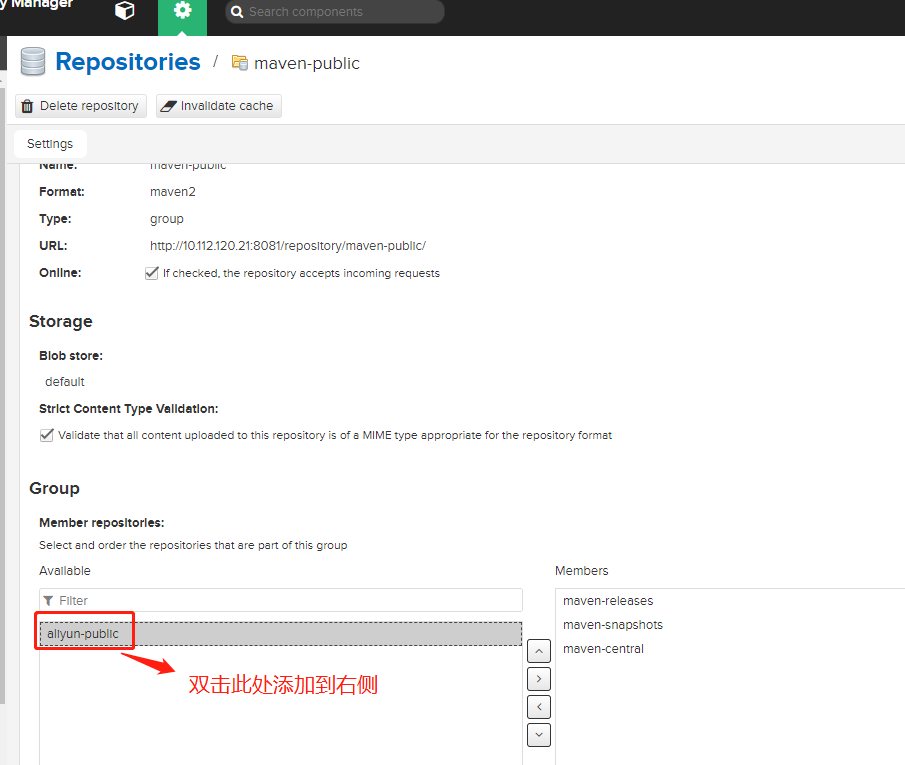 y Manager
Search components
Repositories / maven-public
Delete repository
Invalidate cache
Settings
Name: maven-public
Format: maven2
Type: group
URL: http://10.112.120.21:8081/repository/maven-public/
Online: If checked, the repository accepts incoming requests
Storage
Blob store:
default
Strict Content Type Validation:
Validate that all content uploaded to this repository is of a MIME type appropriate for the repository format
Group
Member repositories:
Select and order the repositories that are part of this group
Available
Filter
aliyun-public
双击此处添加到右侧
Members
maven-releases
maven-snapshots
maven-central